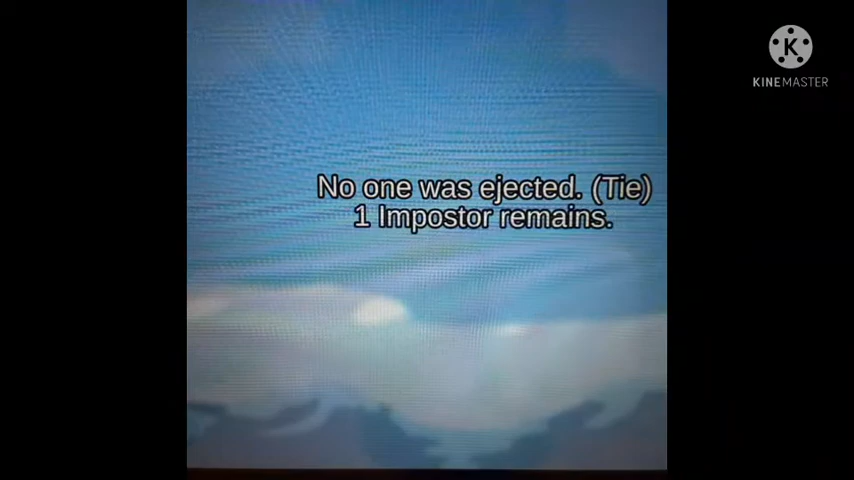 K
KINEMASTER
No one was ejected. (Tie)
1 Impostor remains.